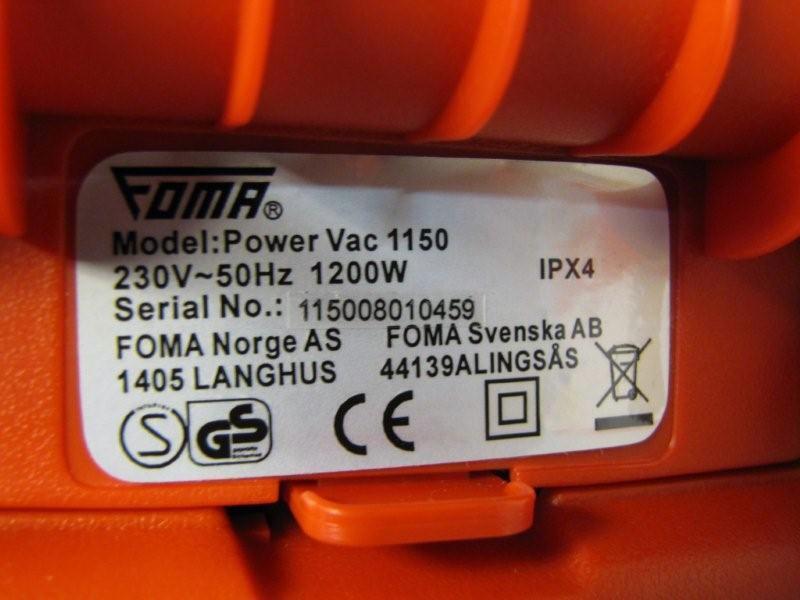 FOMA®
Model:Power Vac 1150
230V~50Hz 1200W IPX4
Serial No.: 115008010459
FOMA Norge AS FOMA Svenska AB
1405 LANGHUS 44139ALINGSÅS
S GS CE